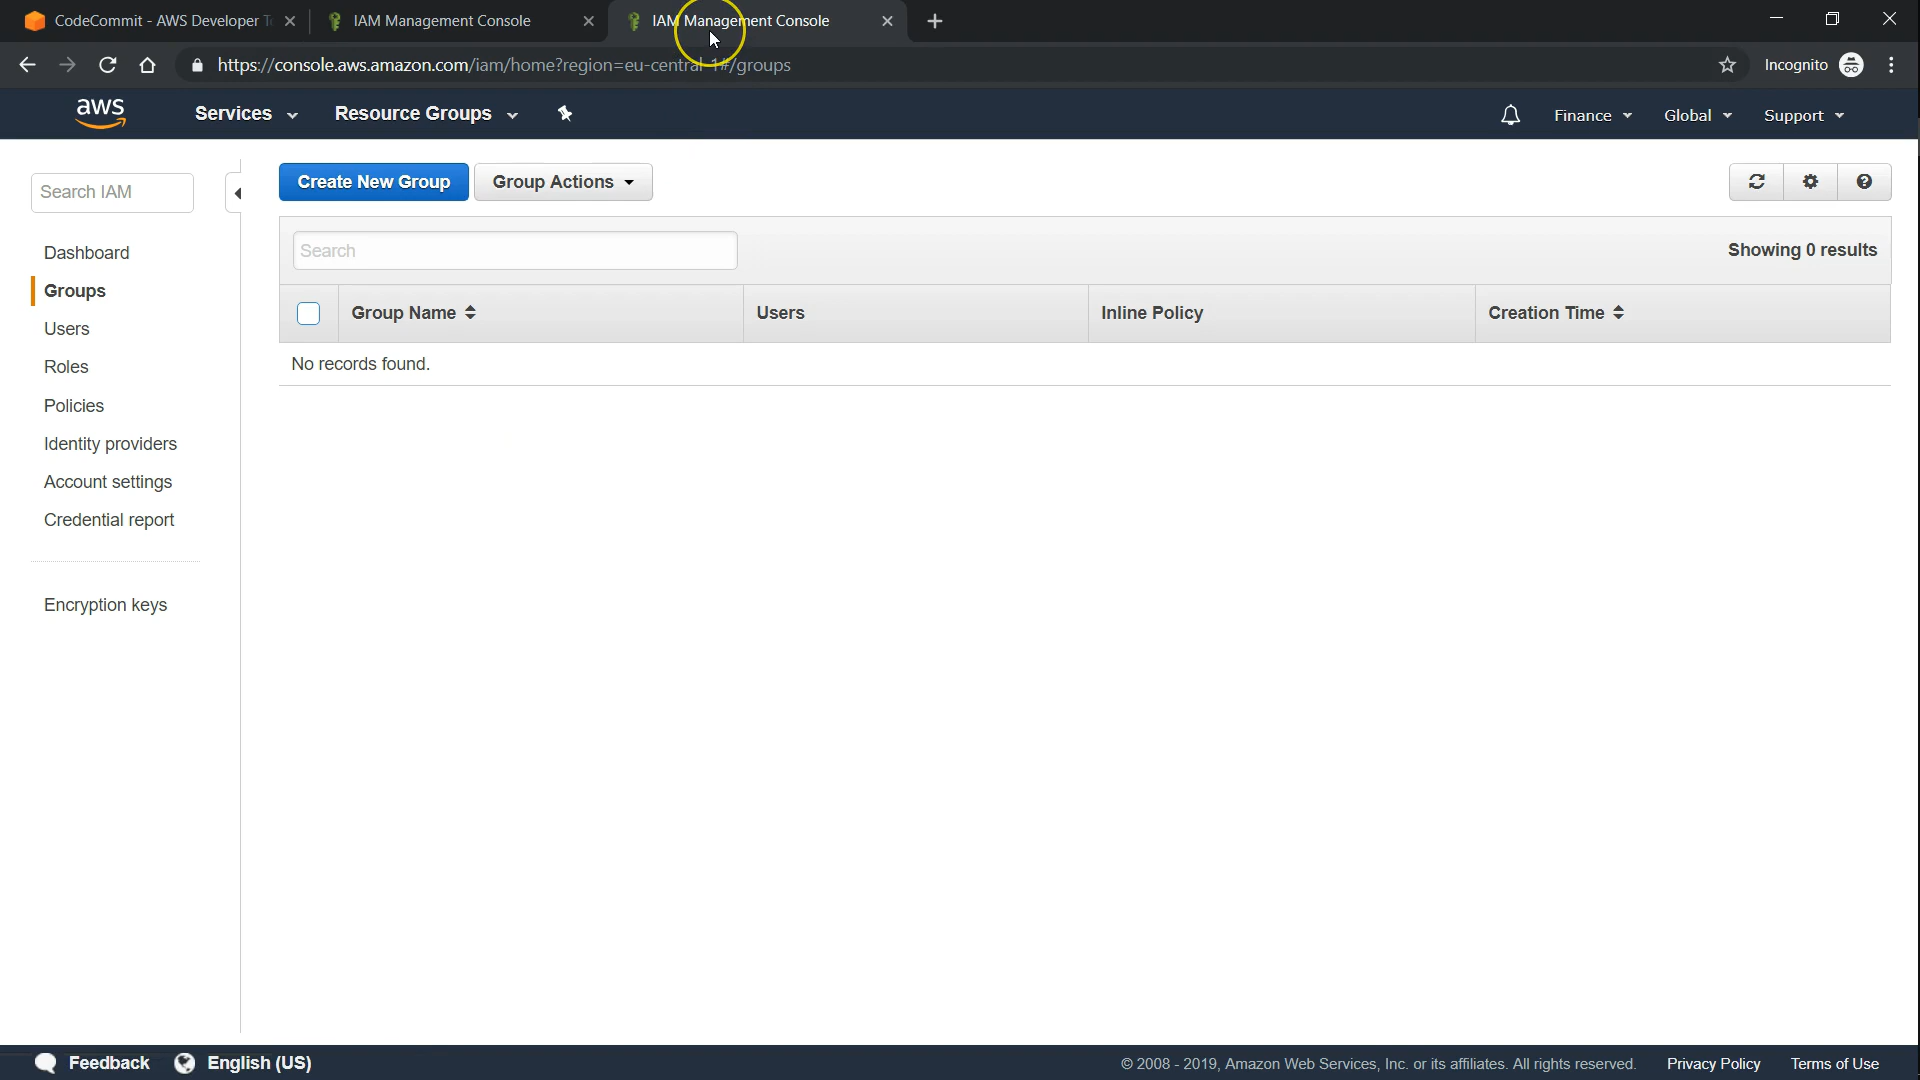 CodeCommit - AWS Developer
IAM Management Console
IAM Management Console
https://console.aws.amazon.com/iam/home?region=eu-central-1#/groups
Incognito
aws
Services
Resource Groups
Finance
Global
Support
Search IAM
Create New Group
Group Actions
Search
Showing 0 results
Dashboard
Groups
Users
Roles
Policies
Identity providers
Account settings
Credential report
Encryption keys
Group Name
Users
Inline Policy
Creation Time
No records found.
Feedback
English (US)
© 2008 - 2019, Amazon Web Services, Inc. or its affiliates. All rights reserved.
Privacy Policy
Terms of Use